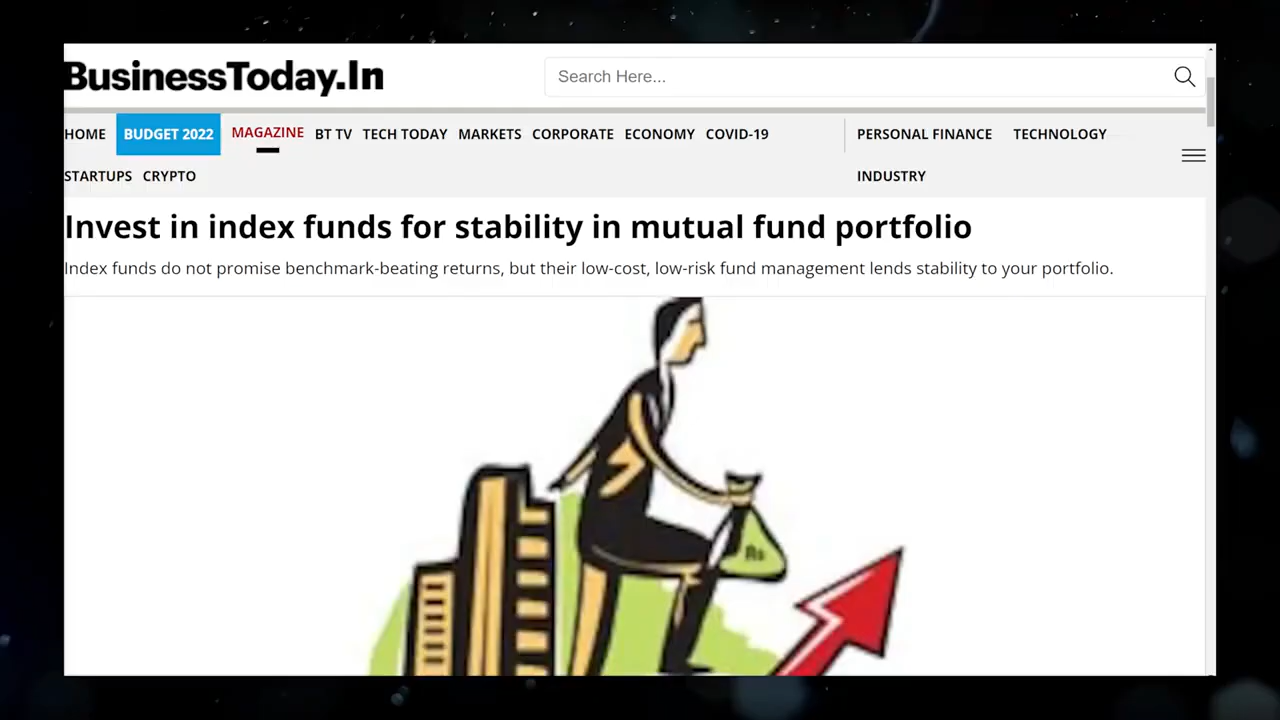 BusinessToday.In
Search Here...
HOME BUDGET 2022 MAGAZINE BT TV TECH TODAY MARKETS CORPORATE ECONOMY COVID-19 PERSONAL FINANCE TECHNOLOGY
STARTUPS CRYPTO INDUSTRY
Invest in index funds for stability in mutual fund portfolio
Index funds do not promise benchmark-beating returns, but their low-cost, low-risk fund management lends stability to your portfolio.
Rs